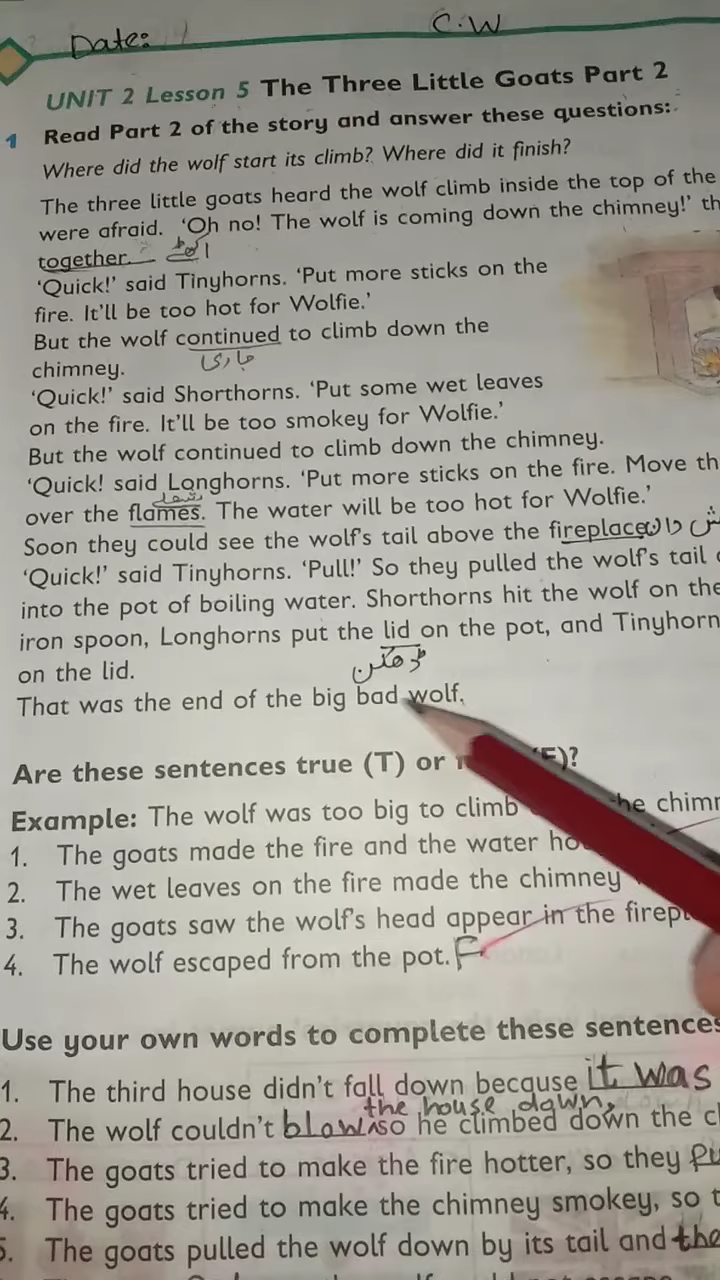 Date:
C.W
UNIT 2 Lesson 5 The Three Little Goats Part 2
1 Read Part 2 of the story and answer these questions:
Where did the wolf start its climb? Where did it finish?
The three little goats heard the wolf climb inside the top of the
were afraid. ‘Oh no! The wolf is coming down the chimney!’ th
together.
‘Quick!’ said Tinyhorns. ‘Put more sticks on the
fire. It'll be too hot for Wolfie.’
But the wolf continued to climb down the
جاری
chimney.
‘Quick!’ said Shorthorns. ‘Put some wet leaves
on the fire. It'll be too smokey for Wolfie.’
But the wolf continued to climb down the chimney.
‘Quick! said Longhorns. ‘Put more sticks on the fire. Move th
over the flames. The water will be too hot for Wolfie.’
Soon they could see the wolf's tail above the fireplace
‘Quick!’ said Tinyhorns. ‘Pull!’ So they pulled the wolf's tail
into the pot of boiling water. Shorthorns hit the wolf on the
iron spoon, Longhorns put the lid on the pot, and Tinyhorn
on the lid.
That was the end of the big bad wolf.
Are these sentences true (T) or F)?
Example: The wolf was too big to climb he chimn
1. The goats made the fire and the water ho
2. The wet leaves on the fire made the chimney
3. The goats saw the wolf's head appear in the firepl
4. The wolf escaped from the pot. F
Use your own words to complete these sentences
1. The third house didn't fall down because it was
the house down,
2. The wolf couldn't blow so he climbed down the ch
3. The goats tried to make the fire hotter, so they Pu
4. The goats tried to make the chimney smokey, so t
5. The goats pulled the wolf down by its tail and the